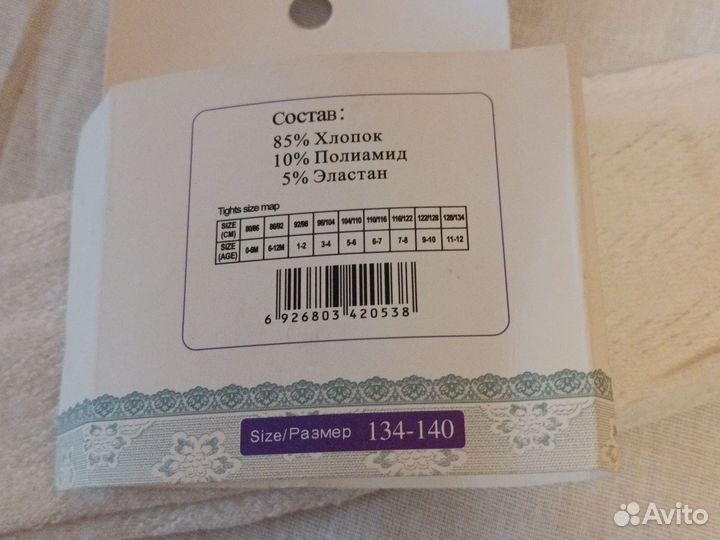 Состав:
85% Хлопок
10% Полиамид
5% Эластан
Tights size map
SIZE (CM) 80/86 86/92 92/98 98/104 104/110 110/116 116/122 122/128 128/134
SIZE (AGE) 0-6M 6-12M 1-2 3-4 5-6 6-7 7-8 9-10 11-12
6 926803 420538
Size/Размер 134-140
Avito